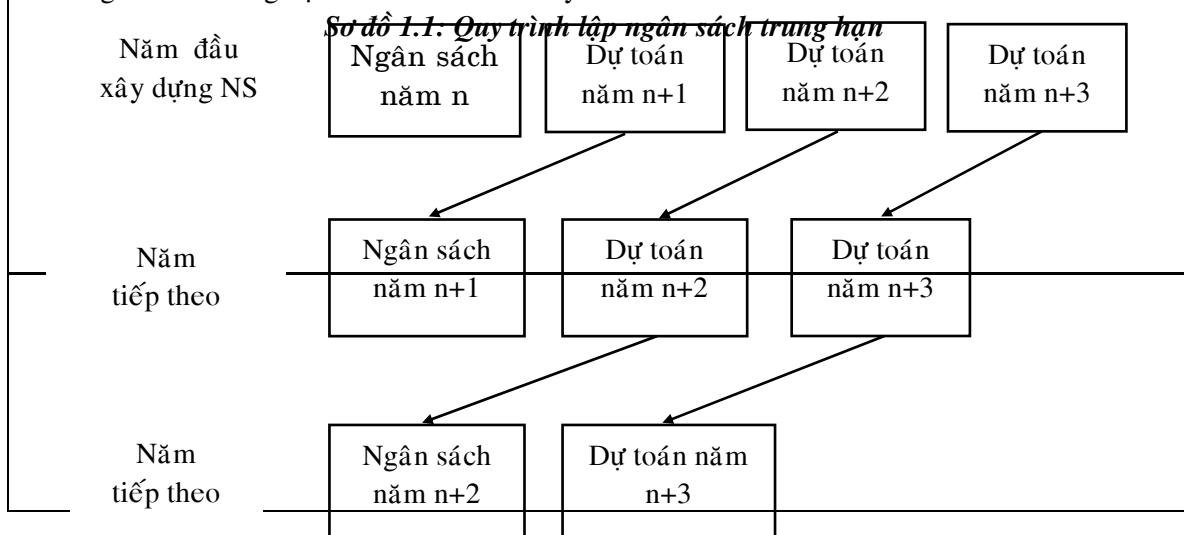 Sơ đồ 1.1: Quy trình lập ngân sách trung hạn
Năm đầu
xây dựng NS
Ngân sách
năm n
Dự toán
năm n+1
Dự toán
năm n+2
Dự toán
năm n+3
Năm
tiếp theo
Ngân sách
năm n+1
Dự toán
năm n+2
Dự toán
năm n+3
Năm
tiếp theo
Ngân sách
năm n+2
Dự toán năm
n+3